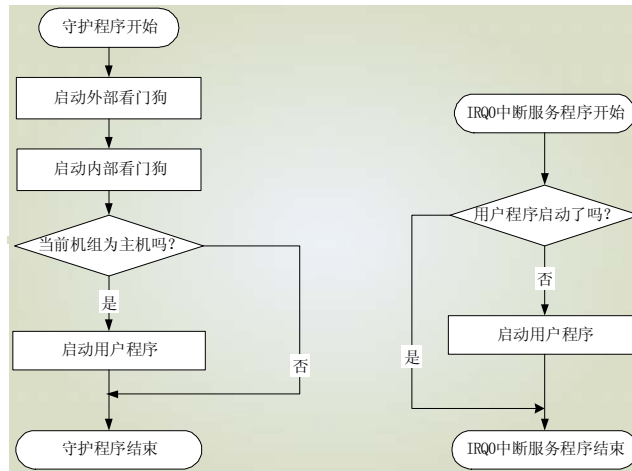 守护程序开始
启动外部看门狗
启动内部看门狗
当前机组为主机吗?
是
启动用户程序
否
守护程序结束
IRQ0中断服务程序开始
用户程序启动了吗?
否
启动用户程序
是
IRQ0中断服务程序结束